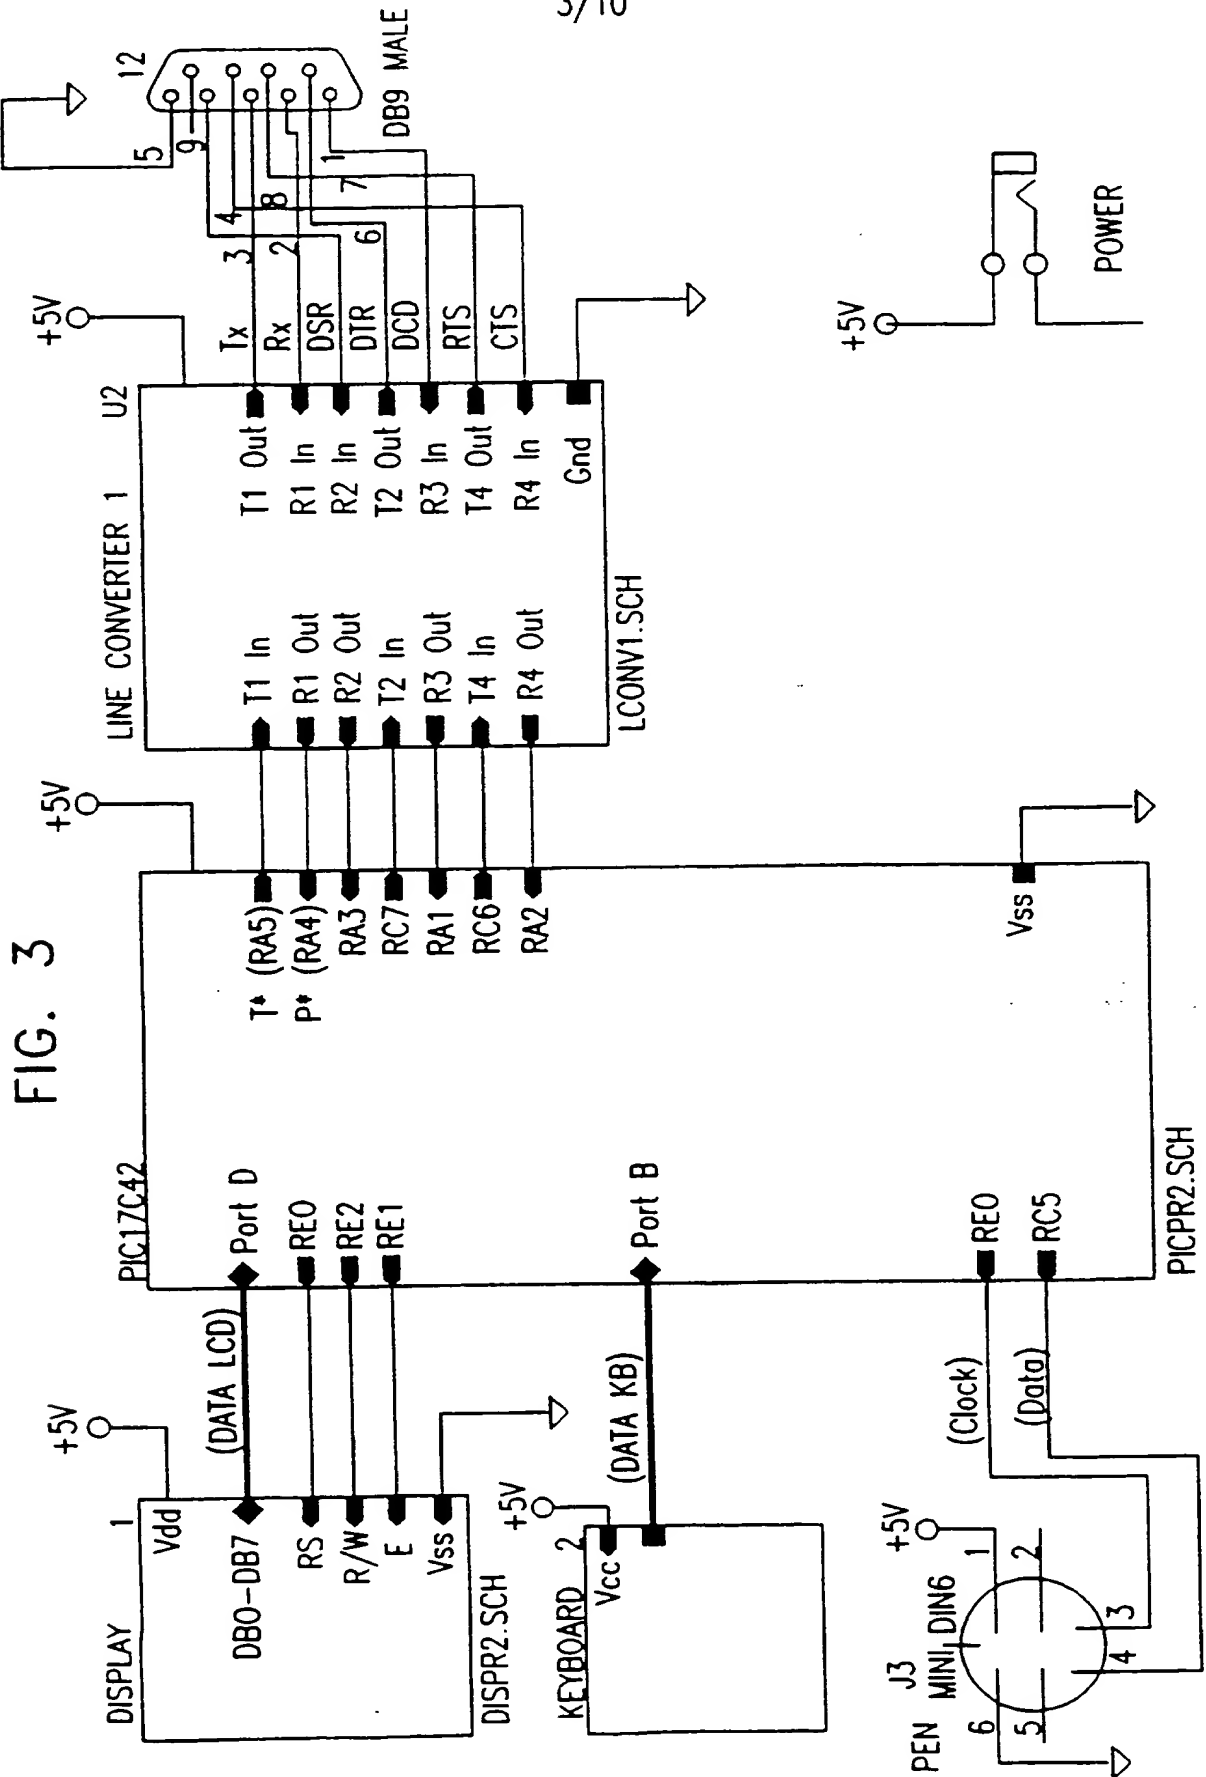 3/10
FIG. 3
DISPLAY
1
Vdd
+5V
DB0-DB7
RS
R/W
E
Vss
DISPR2.SCH
(DATA LCD)
KEYBOARD
2
Vcc
+5V
(DATA KB)
PEN
J3
MINI DIN6
+5V
1
2
3
4
5
6
(Clock)
(Data)
PIC17C42
+5V
Port D
RE0
RE2
RE1
Port B
RE0
RC5
T* (RA5)
P* (RA4)
RA3
RC7
RA1
RC6
RA2
Vss
PICPR2.SCH
LINE CONVERTER 1
U2
+5V
T1 In
R1 Out
R2 Out
T2 In
R3 Out
T4 In
R4 Out
T1 Out
R1 In
R2 In
T2 Out
R3 In
T4 Out
R4 In
Gnd
LCONV1.SCH
Tx
Rx
DSR
DTR
DCD
RTS
CTS
3
2
4
8
6
7
1
5
9
12
DB9 MALE
+5V
POWER